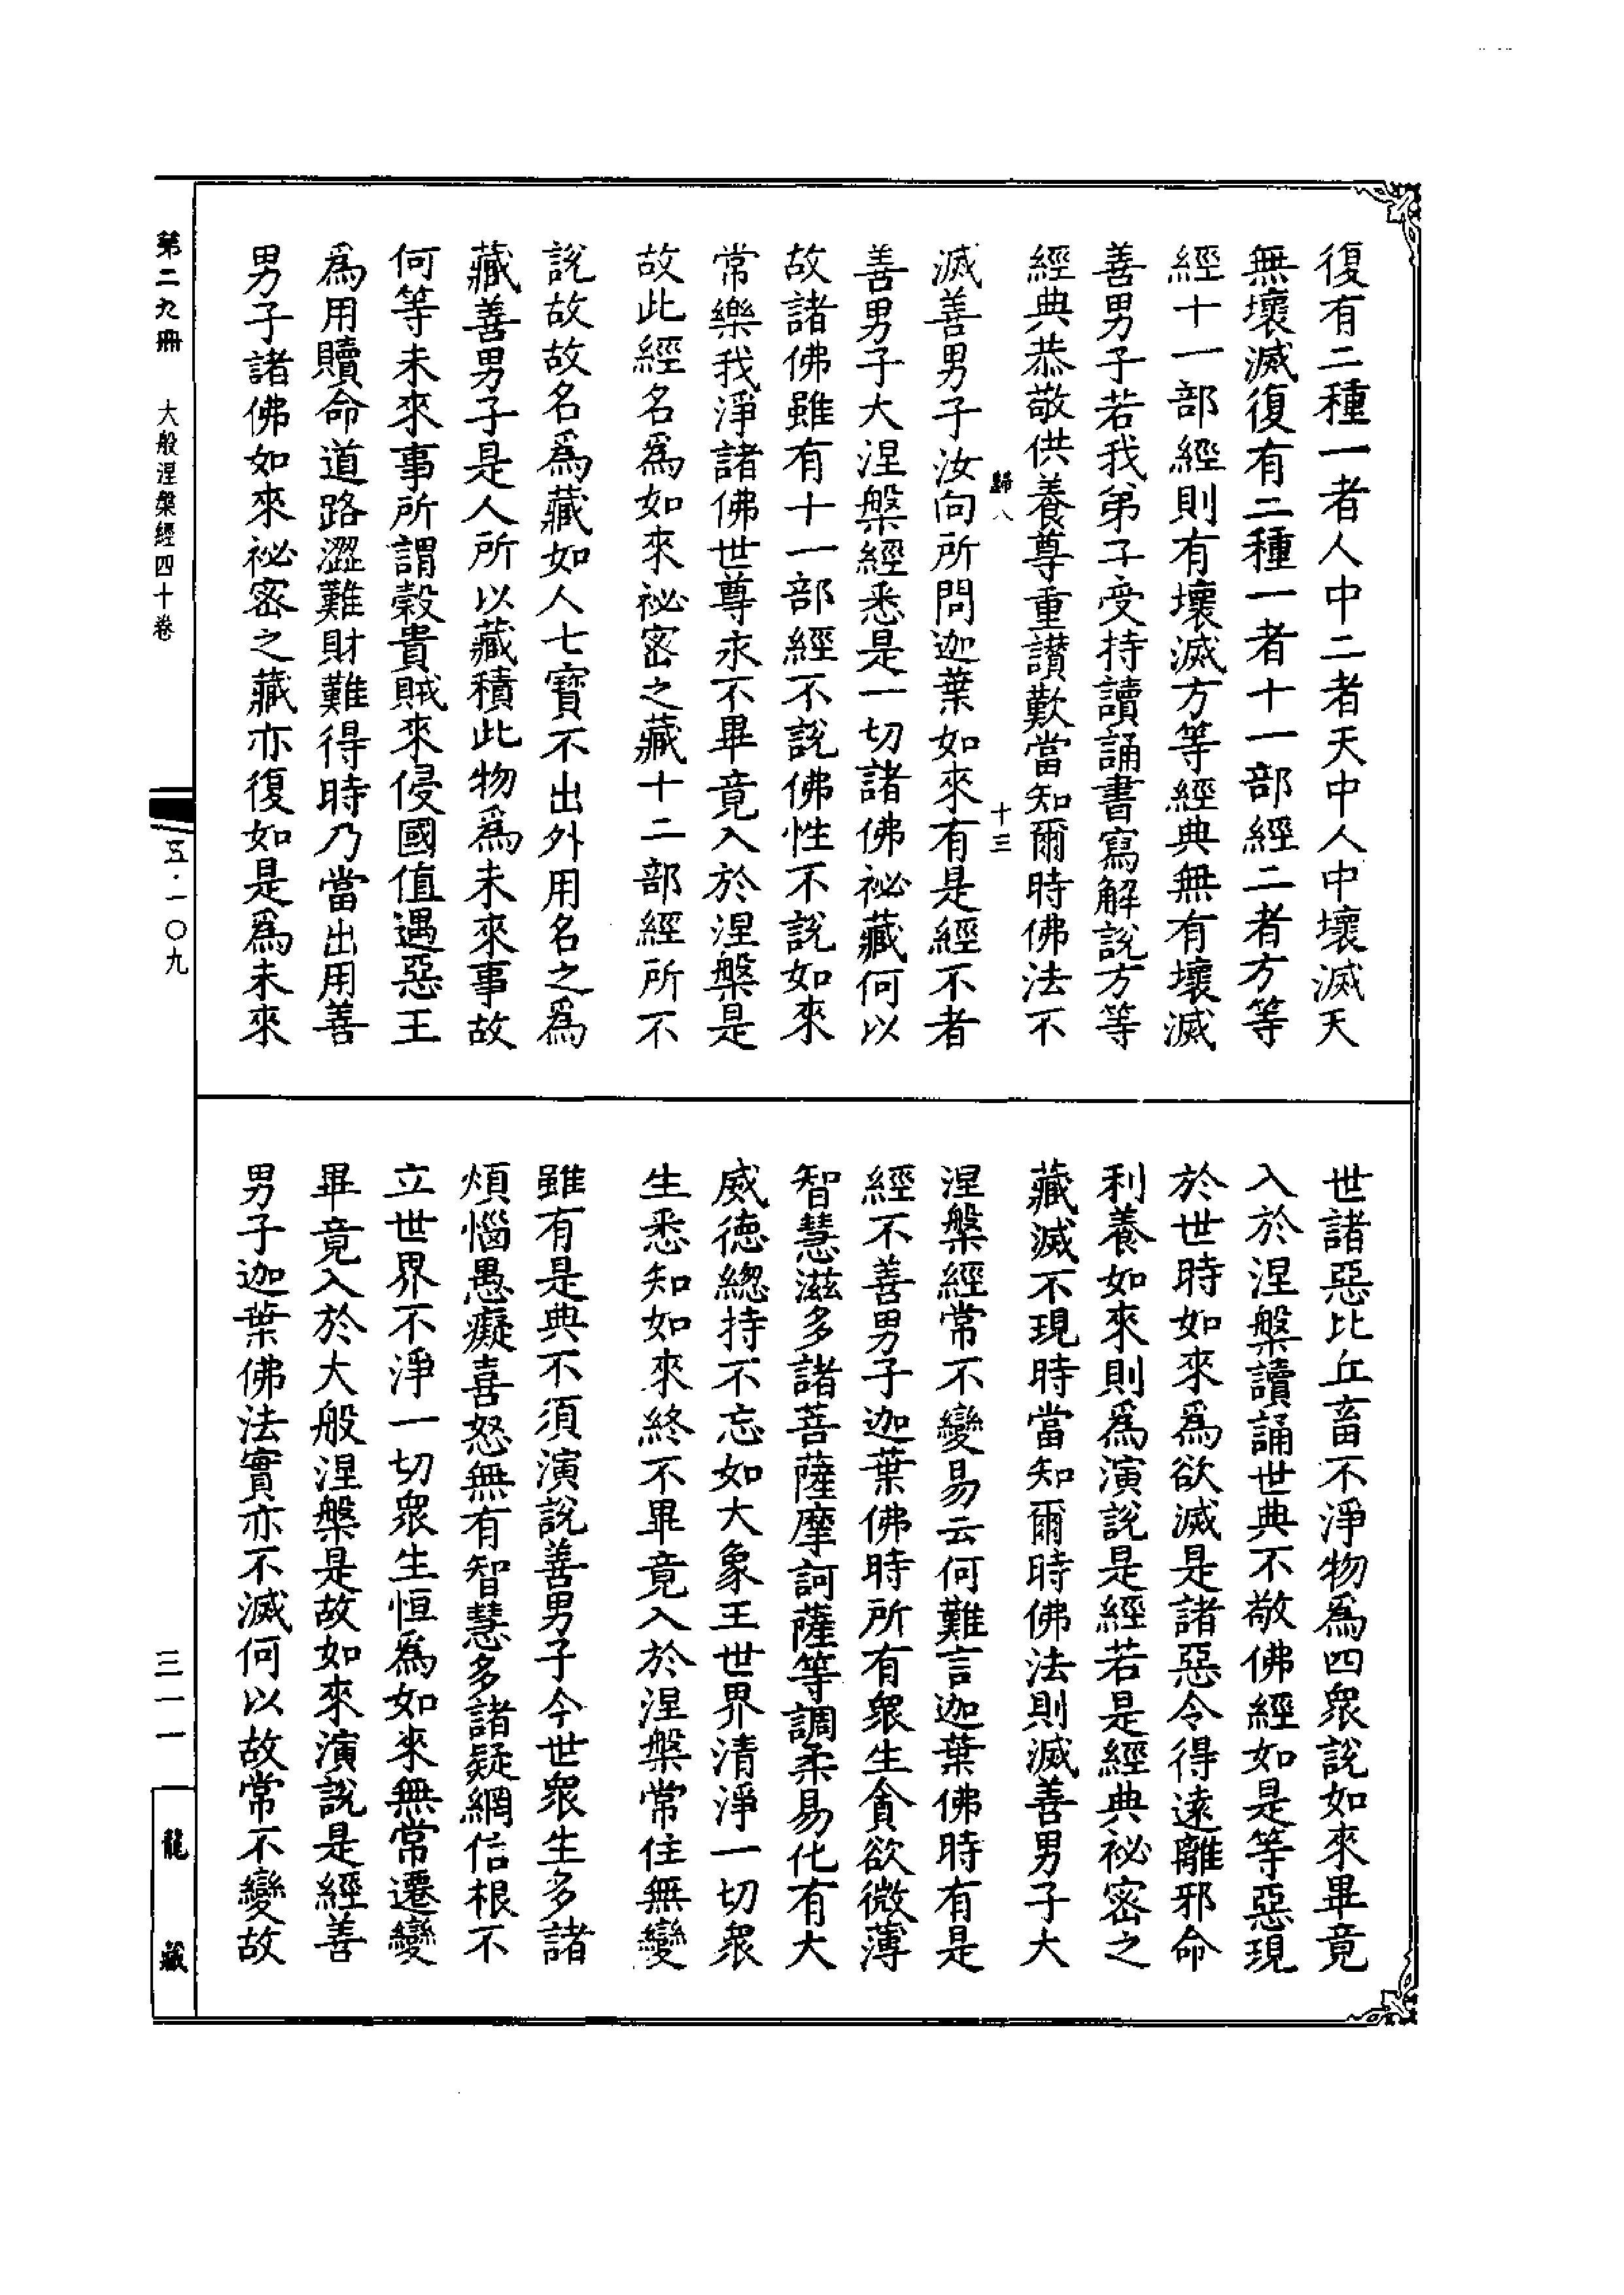 復有二種一者人中二者天中人中壞滅天
無壞滅復有二種一者十一部經二者方等
經十一部經則有壞滅方等經典無有壞滅
善男子若我弟子受持讀誦書寫解說方等
經典恭敬供養尊重讃歎當知爾時佛法不
歸八 十三
滅善男子汝向所問迦葉如來有是經不者
善男子大涅槃經悉是一切諸佛祕藏何以
故諸佛雖有十一部經不說佛性不說如來
常樂我淨諸佛世尊永不畢竟入於涅槃是
故此經名爲如來祕密之藏十二部經所不
說故故名爲藏如人七寶不出外用名之爲
藏善男子是人所以藏積此物爲未來事故
何等未來事所謂穀貴賊來侵國值遇惡王
爲用贖命道路澀難財難得時乃當出用善
男子諸佛如來祕密之藏亦復如是爲未來
世諸惡比丘畜不淨物爲四衆說如來畢竟
入於涅槃讀誦世典不敬佛經如是等惡現
於世時如來爲欲滅是諸惡令得遠離邪命
利養如來則爲演說是經若是經典祕密之
藏滅不現時當知爾時佛法則滅善男子大
涅槃經常不變易云何難言迦葉佛時有是
經不善男子迦葉佛時所有衆生貪欲微薄
智慧滋多諸菩薩摩訶薩等調柔易化有大
威德緫持不忘如大象王世界清淨一切衆
生悉知如來終不畢竟入於涅槃常住無變
雖有是典不須演說善男子今世衆生多諸
煩惱愚癡喜怒無有智慧多諸疑網信根不
立世界不淨一切衆生恒爲如來無常遷變
畢竟入於大般涅槃是故如來演說是經善
男子迦葉佛法實亦不滅何以故常不變故
第二九冊 大般涅槃經四十卷
五·一〇九
三一一
龍藏